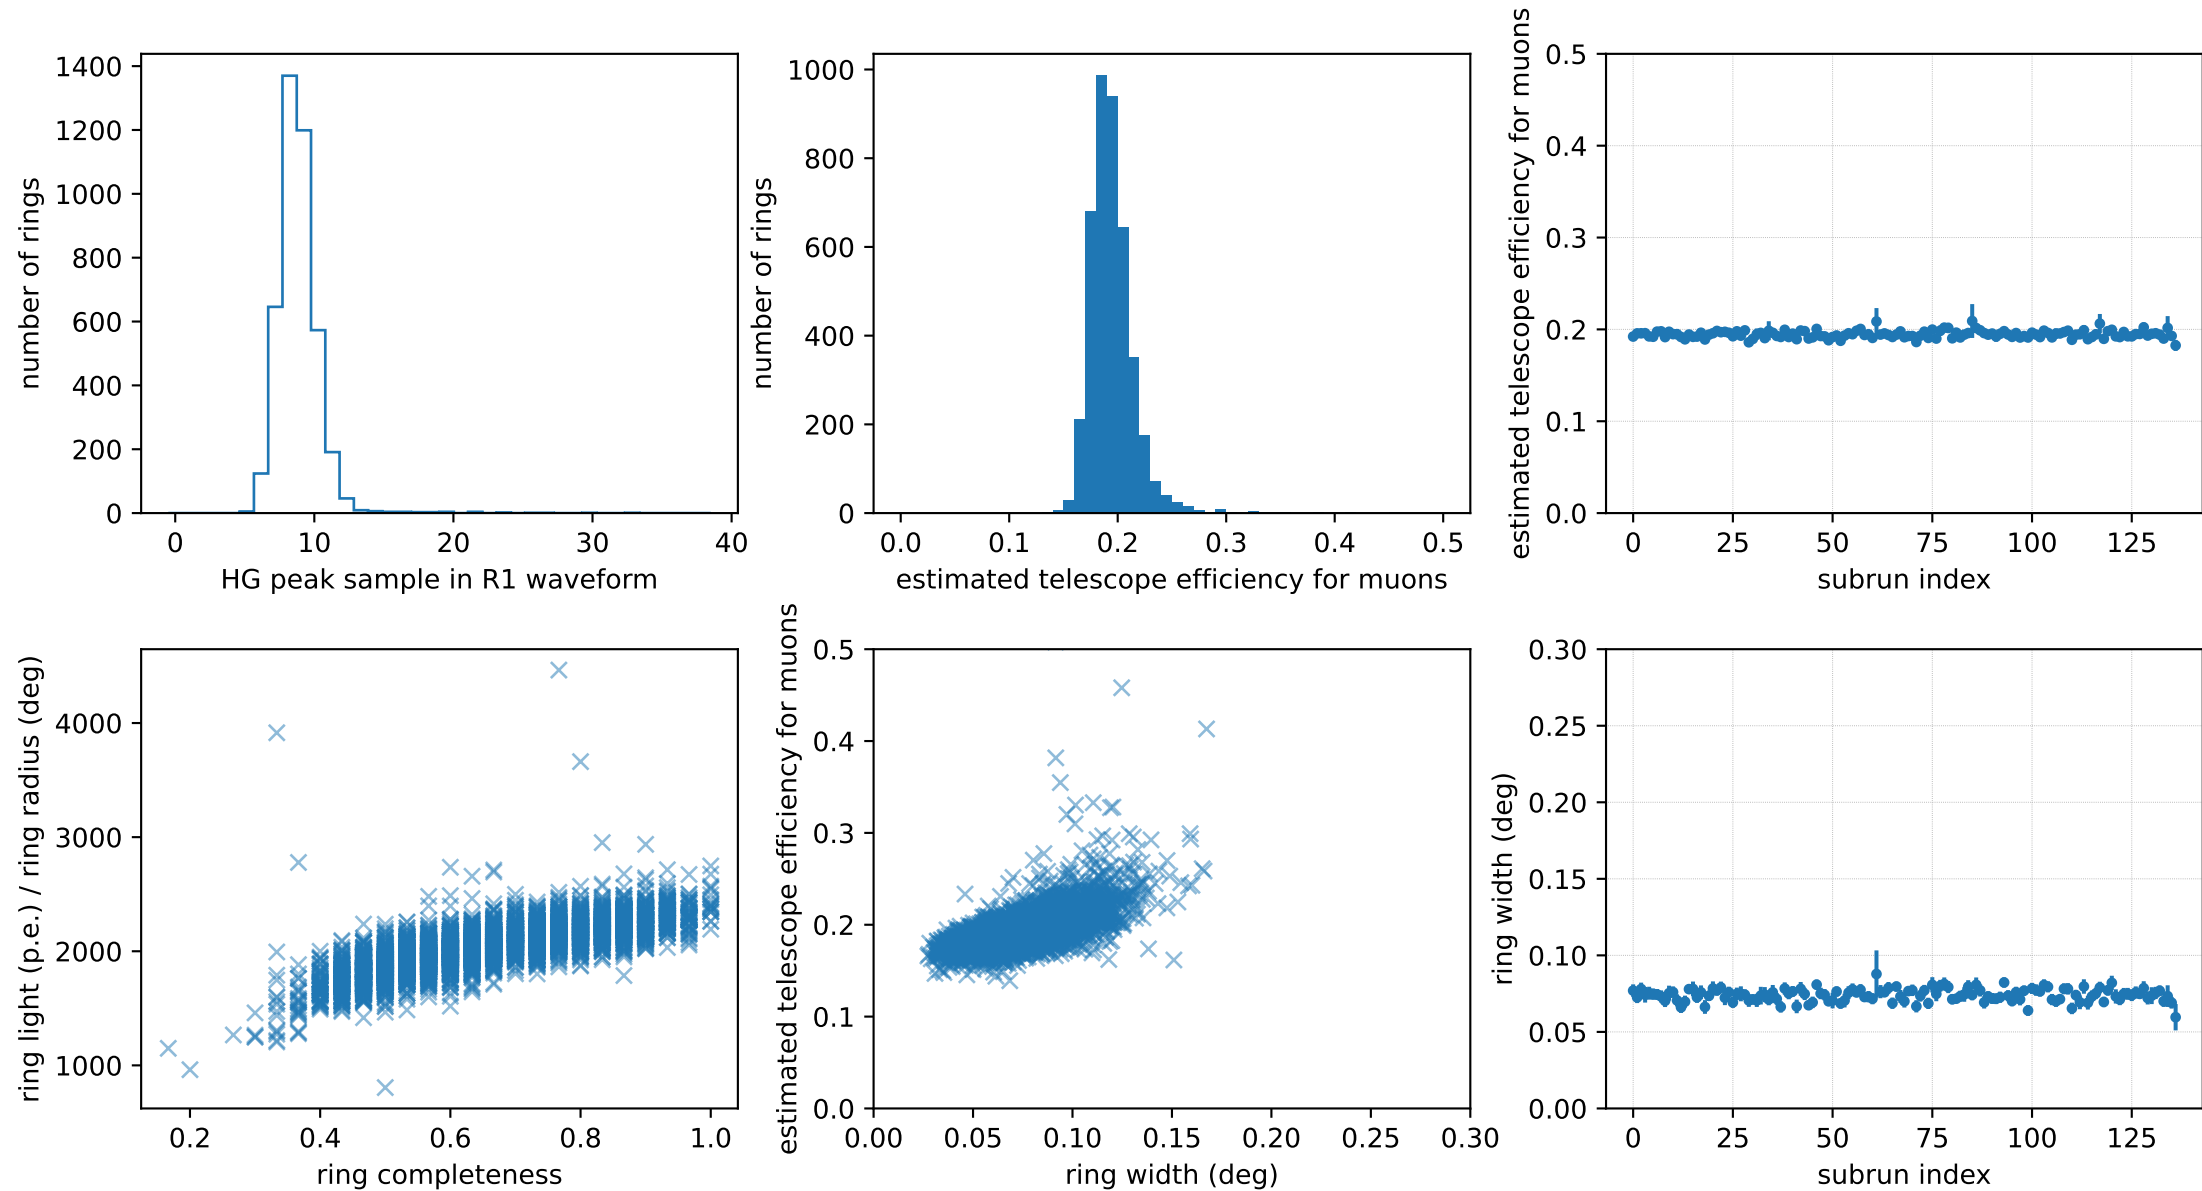 number of rings
1400
1200
1000
800
600
400
200
0
0 10 20 30 40
HG peak sample in R1 waveform
number of rings
1000
800
600
400
200
0
0.0 0.1 0.2 0.3 0.4 0.5
estimated telescope efficiency for muons
estimated telescope efficiency for muons
0.5
0.4
0.3
0.2
0.1
0.0
0 25 50 75 100 125
subrun index
ring light (p.e.) / ring radius (deg)
4000
3000
2000
1000
0.2 0.4 0.6 0.8 1.0
ring completeness
estimated telescope efficiency for muons
0.5
0.4
0.3
0.2
0.1
0.0
0.00 0.05 0.10 0.15 0.20 0.25 0.30
ring width (deg)
ring width (deg)
0.30
0.25
0.20
0.15
0.10
0.05
0.00
0 25 50 75 100 125
subrun index